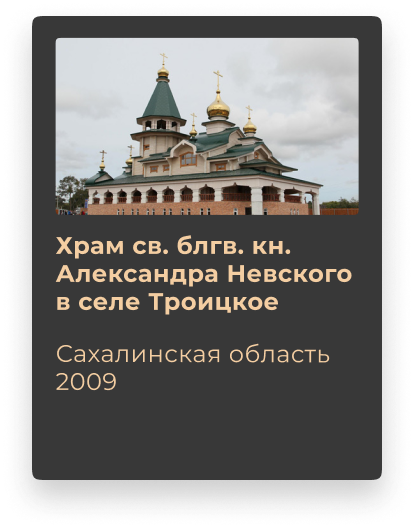 Храм св. блгв. кн.
Александра Невского
в селе Троицкое
Сахалинская область
2009